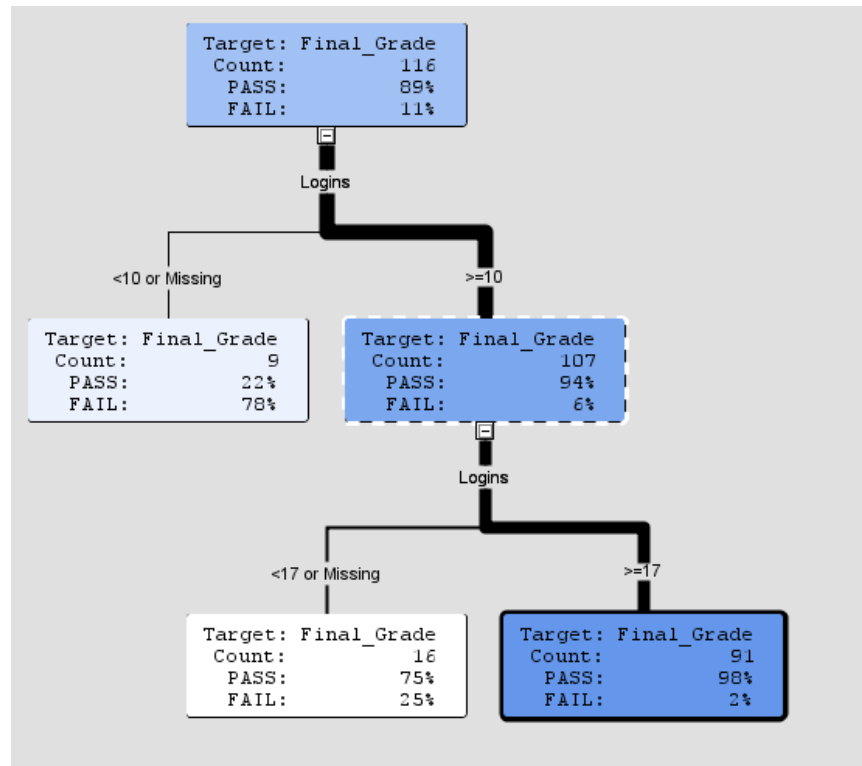 Target: Final_Grade
Count: 116
PASS: 89%
FAIL: 11%
Logins
<10 or Missing
>=10
Target: Final_Grade
Count: 9
PASS: 22%
FAIL: 78%
Target: Final_Grade
Count: 107
PASS: 94%
FAIL: 6%
Logins
<17 or Missing
>=17
Target: Final_Grade
Count: 16
PASS: 75%
FAIL: 25%
Target: Final_Grade
Count: 91
PASS: 98%
FAIL: 2%